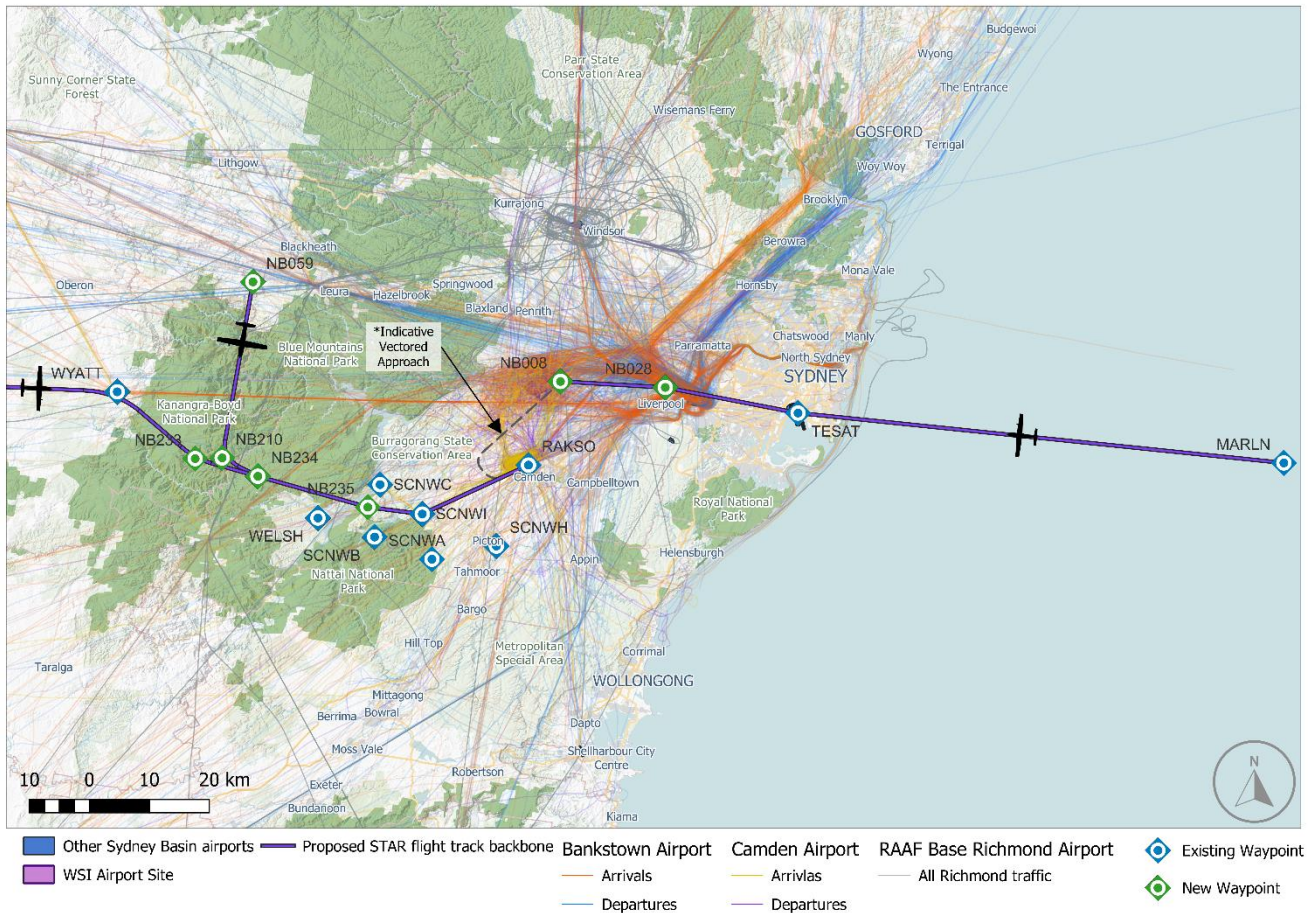 Budgewoi
Wyong
Sunny Corner State
Forest
Parr State
Conservation Area
The Entrance
Wisemans Ferry
GOSFORD
Terrigal
Lithgow
Woy Woy
Kurrajong
Brooklyn
Windsor
Berowra
Blackheath
NB059
Mona Vale
Oberon
Leura
Hazelbrook
Springwood
Hornsby
Blaxland
Penrith
*Indicative
Vectored
Approach
Chatswood
Manly
Blue Mountains
National Park
Parramatta
North Sydney
NB008
NB028
SYDNEY
WYATT
Liverpool
Kanangra-Boyd
National Park
TESAT
NB233
NB210
Burragorang State
Conservation Area
RAKSO
MARLN
NB234
Camden
NB235
SCNWC
Campbelltown
Royal National
Park
SCNWI
WELSH
SCNWH
SCNWB
SCNWA
Picton
Helensburgh
Nattai National
Park
Tahmoor
Appin
Bargo
Hill Top
Metropolitan
Special Area
Corrimal
Taralga
WOLLONGONG
Mittagong
Berrima
Bowral
Dapto
Moss Vale
Shellharbour City
Centre
Robertson
Exeter
Bundanoon
Kiama
10 0 10 20 km
N
Other Sydney Basin airports
Proposed STAR flight track backbone
Bankstown Airport
Camden Airport
RAAF Base Richmond Airport
Existing Waypoint
WSI Airport Site
Arrivals
Arrivlas
All Richmond traffic
New Waypoint
Departures
Departures